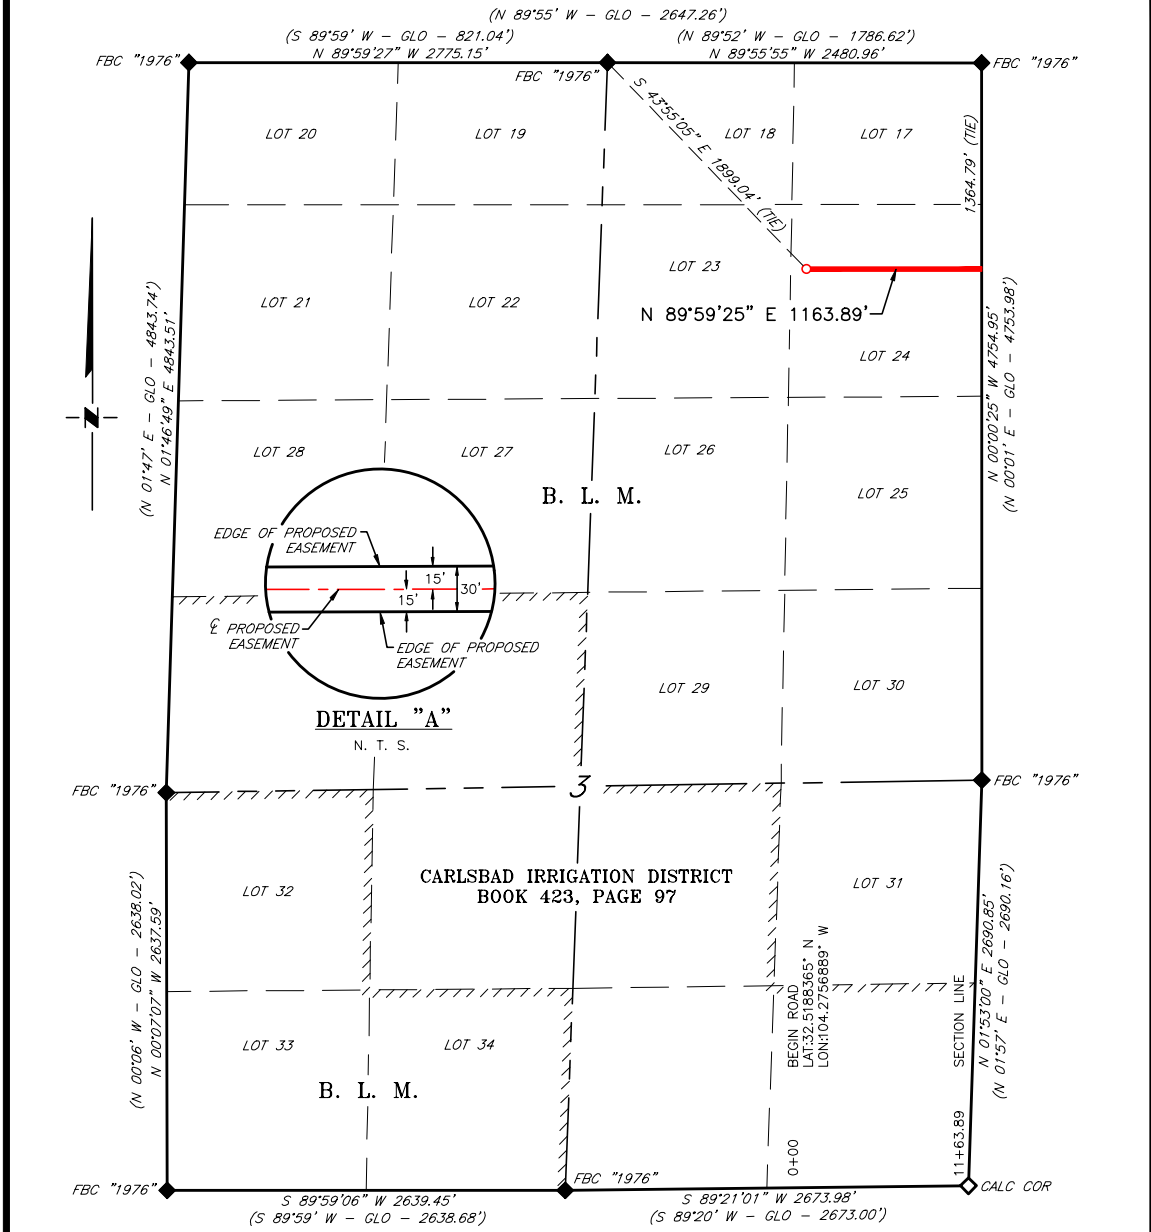 (N 89°55' W - GLO - 2647.26')
(S 89°59' W - GLO - 821.04')
(N 89°52' W - GLO - 1786.62')
N 89°59'27" W 2775.15'
N 89°55'55" W 2480.96'
FBC "1976"
FBC "1976"
FBC "1976"
LOT 20
LOT 19
LOT 18
LOT 17
S 43°55'05" E 1899.04' (TIE)
1364.79' (TIE)
LOT 23
LOT 21
LOT 22
N 89°59'25" E 1163.89'
LOT 24
(N 01°47' E - GLO - 4843.74')
N 01°46'49" E 4843.51'
N 00°00'25" W 4754.95'
(N 00°01' E - GLO - 4753.98')
N
LOT 28
LOT 27
LOT 26
LOT 25
B. L. M.
EDGE OF PROPOSED
EASEMENT
15'
30'
15'
℄ PROPOSED
EASEMENT
EDGE OF PROPOSED
EASEMENT
LOT 29
LOT 30
DETAIL "A"
N. T. S.
FBC "1976"
3
FBC "1976"
CARLSBAD IRRIGATION DISTRICT
BOOK 423, PAGE 97
LOT 32
LOT 31
(N 00°06' W - GLO - 2638.02')
N 00°07'07" W 2637.59'
BEGIN ROAD
LAT:32.5188365° N
LON:104.2756889° W
SECTION LINE
N 01°53'00" E 2690.85'
(N 01°57' E - GLO - 2690.16')
LOT 33
LOT 34
B. L. M.
0+00
11+63.89
FBC "1976"
FBC "1976"
CALC COR
S 89°59'06" W 2639.45'
(S 89°59' W - GLO - 2638.68')
S 89°21'01" W 2673.98'
(S 89°20' W - GLO - 2673.00')